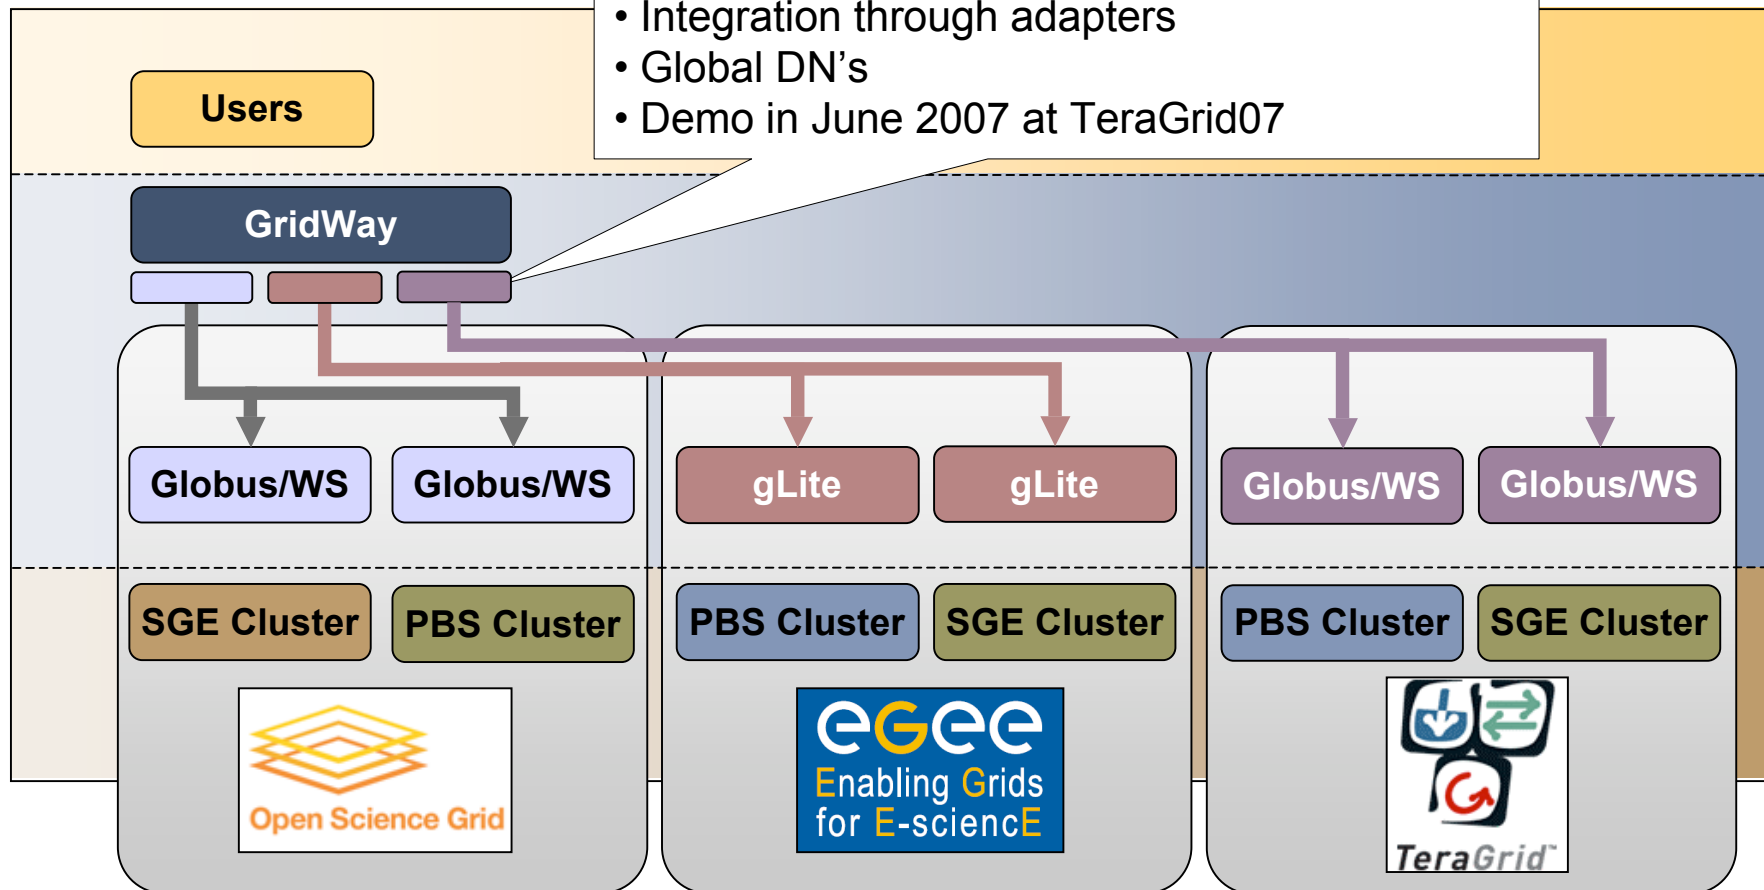 • Integration through adapters
• Global DN’s
• Demo in June 2007 at TeraGrid07
Users
GridWay
Globus/WS
Globus/WS
gLite
gLite
Globus/WS
Globus/WS
SGE Cluster
PBS Cluster
PBS Cluster
SGE Cluster
PBS Cluster
SGE Cluster
Open Science Grid
eGee
Enabling Grids
for E-sciencE
TeraGrid™